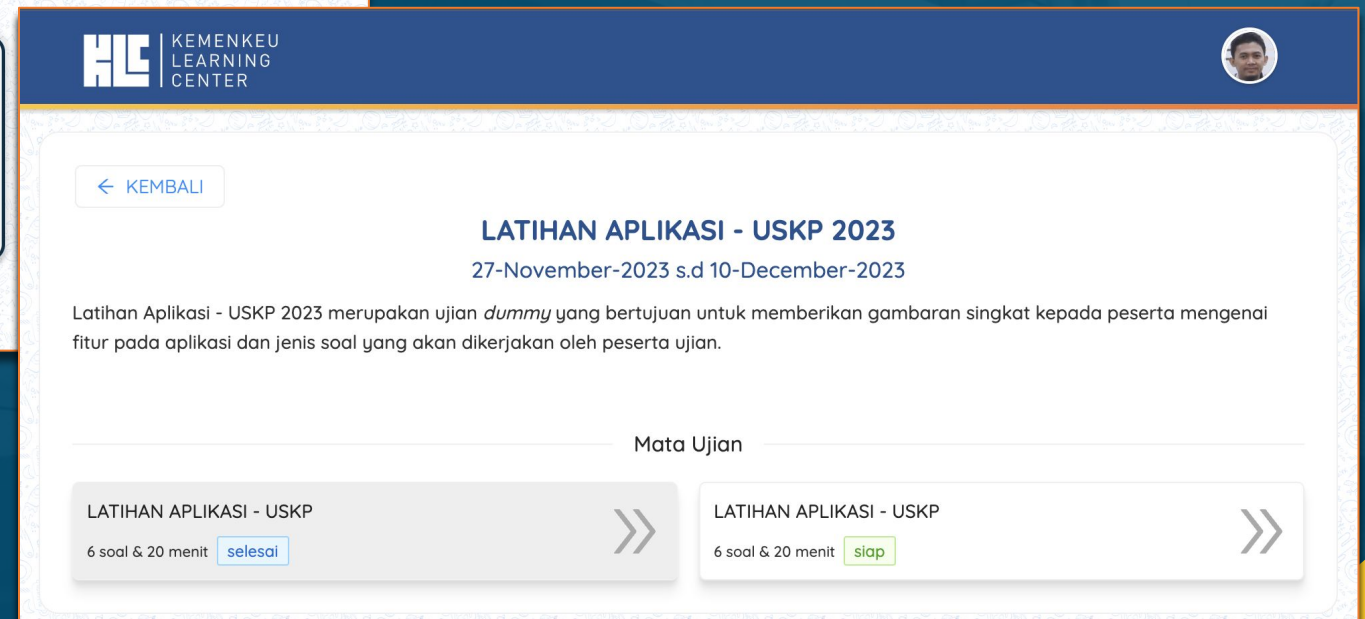 KLC
KEMENKEU
LEARNING
CENTER
← KEMBALI
LATIHAN APLIKASI - USKP 2023
27-November-2023 s.d 10-December-2023
Latihan Aplikasi - USKP 2023 merupakan ujian dummy yang bertujuan untuk memberikan gambaran singkat kepada peserta mengenai
fitur pada aplikasi dan jenis soal yang akan dikerjakan oleh peserta ujian.
Mata Ujian
LATIHAN APLIKASI - USKP
6 soal & 20 menit selesai
LATIHAN APLIKASI - USKP
6 soal & 20 menit siap